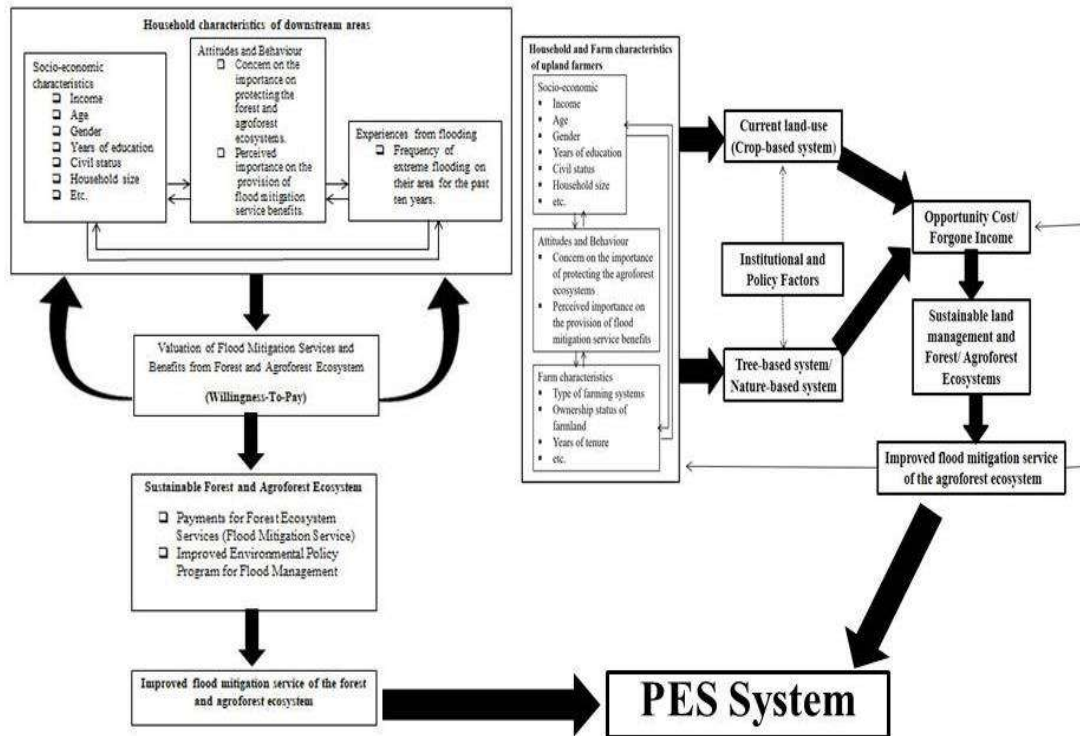 Household characteristics of downstream areas
Socio-economic
characteristics
Income
Age
Gender
Years of education
Civil status
Household size
Etc.
Attitudes and Behaviour
Concern on the
importance on
protecting the
forest and
agroforest
ecosystems.
Perceived
importance on the
provision of
flood mitigation
service benefits.
Experiences from flooding
Frequency of
extreme flooding on
their area for the past
ten years.
Valuation of Flood Mitigation Services and
Benefits from Forest and Agroforest Ecosystem
(Willingness-To-Pay)
Sustainable Forest and Agroforest Ecosystem
Payments for Forest Ecosystem
Services (Flood Mitigation Service)
Improved Environmental Policy
Program for Flood Management
Improved flood mitigation service of the forest
and agroforest ecosystem
Household and Farm characteristics
of upland farmers
Socio-economic
Income
Age
Gender
Years of education
Civil status
Household size
etc.
Attitudes and Behaviour
Concern on the importance
of protecting the agroforest
ecosystems
Perceived importance on
the provision of flood
mitigation service benefits
Farm characteristics
Type of farming systems
Ownership status of
farmland
Years of tenure
etc.
Current land-use
(Crop-based system)
Institutional and
Policy Factors
Tree-based system/
Nature-based system
Opportunity Cost/
Forgone Income
Sustainable land
management and
Forest/ Agroforest
Ecosystems
Improved flood mitigation service
of the agroforest ecosystem
PES System